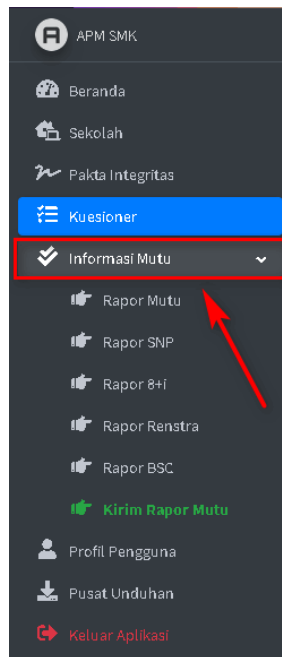 APM SMK
Beranda
Sekolah
Pakta Integritas
Kuesioner
Informasi Mutu
Rapor Mutu
Rapor SNP
Rapor 8+i
Rapor Renstra
Rapor BSC
Kirim Rapor Mutu
Profil Pengguna
Pusat Unduhan
Keluar Aplikasi